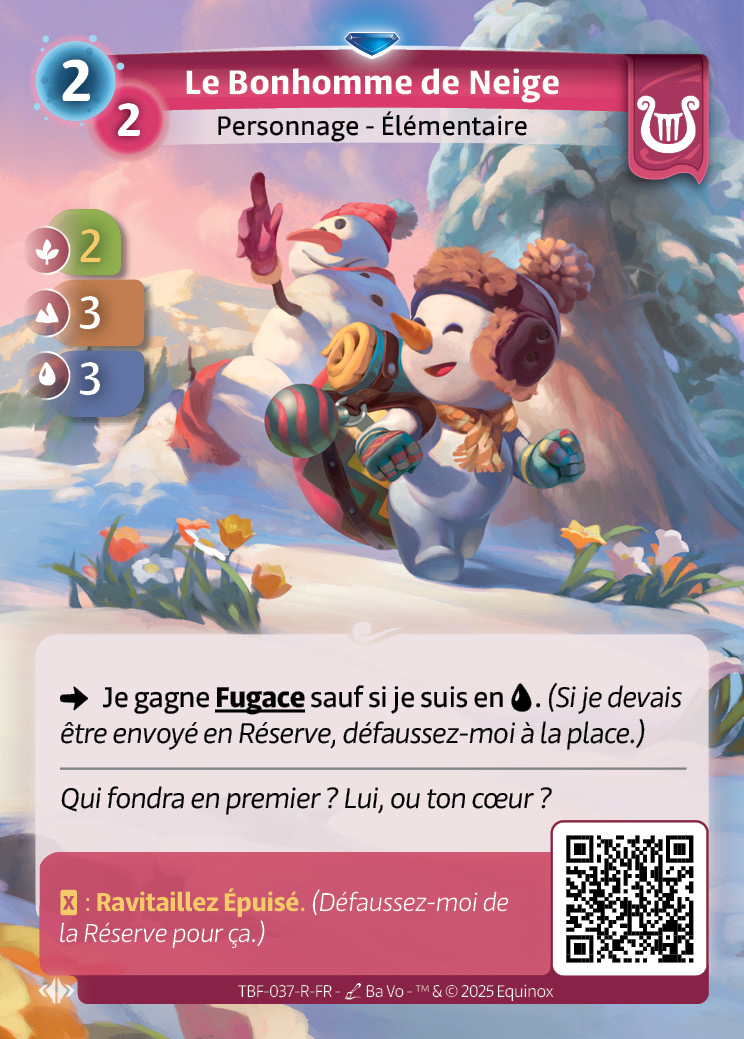 2
Le Bonhomme de Neige
2
Personnage - Élémentaire
2
3
3
Je gagne Fugace sauf si je suis en . (Si je devais
être envoyé en Réserve, défaussez-moi à la place.)
Qui fondra en premier ? Lui, ou ton cœur ?
X : Ravitaillez Épuisé. (Défaussez-moi de
la Réserve pour ça.)
TBF-037-R-FR - Ba Vo - ™ & © 2025 Equinox